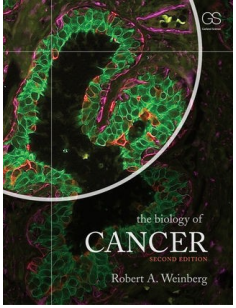 GS
the biology of
CANCER
SECOND EDITION
Robert A. Weinberg